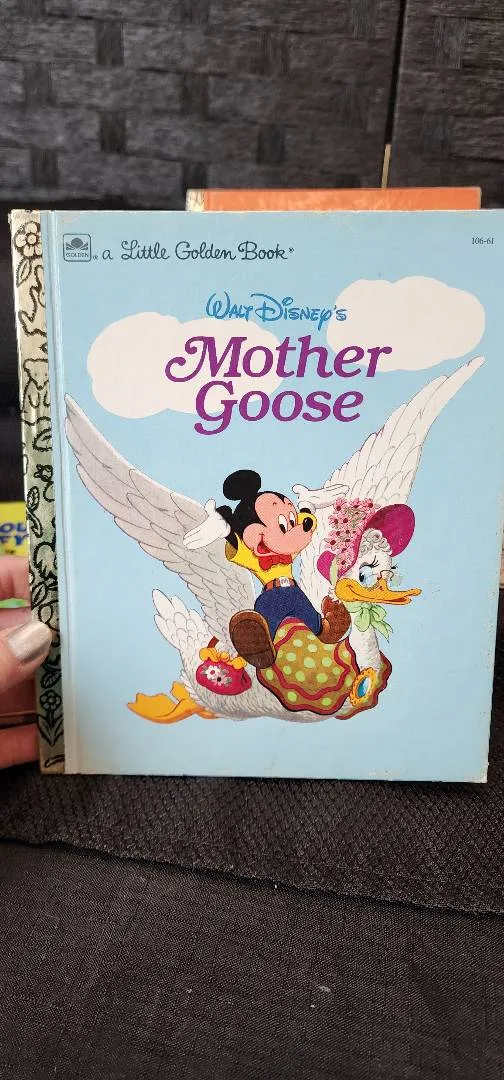 GOLDEN
® a Little Golden Book®
106-61
WALT DISNEY'S
Mother
Goose